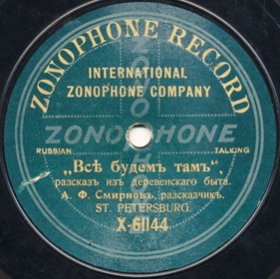 ZONOPHONE RECORD
INTERNATIONAL
ZONOPHONE COMPANY
ZONOPHONE
ZONOPHONE
RUSSIAN TALKING
„Всѣ будемъ тамъ“,
разсказъ изъ деревенскаго быта.
А. Ф. Смирновъ, разсказчикъ.
ST. PETERSBURG.
X-61144